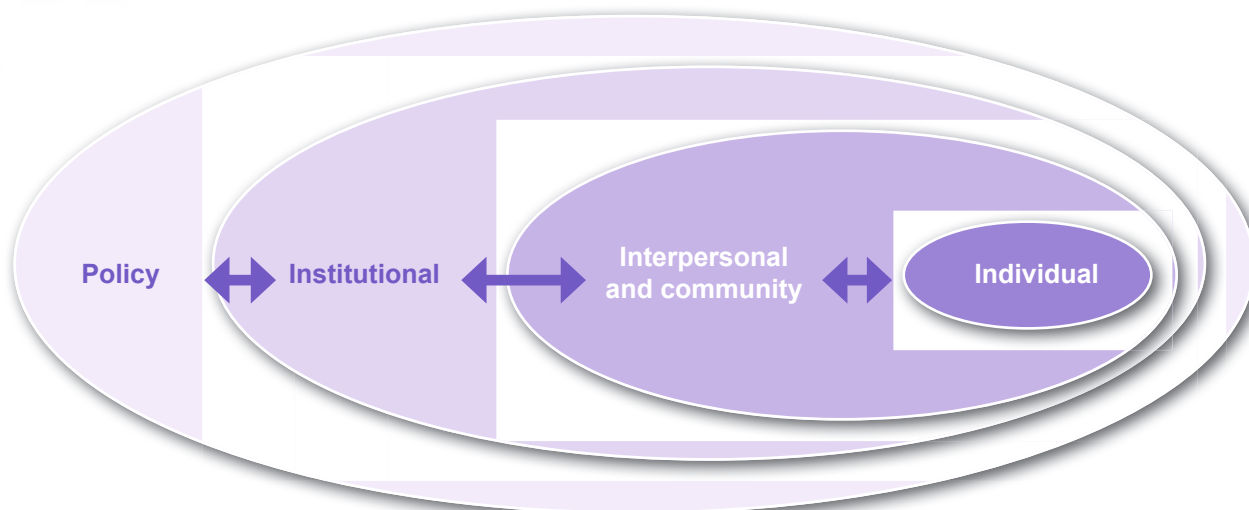 Policy
Institutional
Interpersonal
and community
Individual